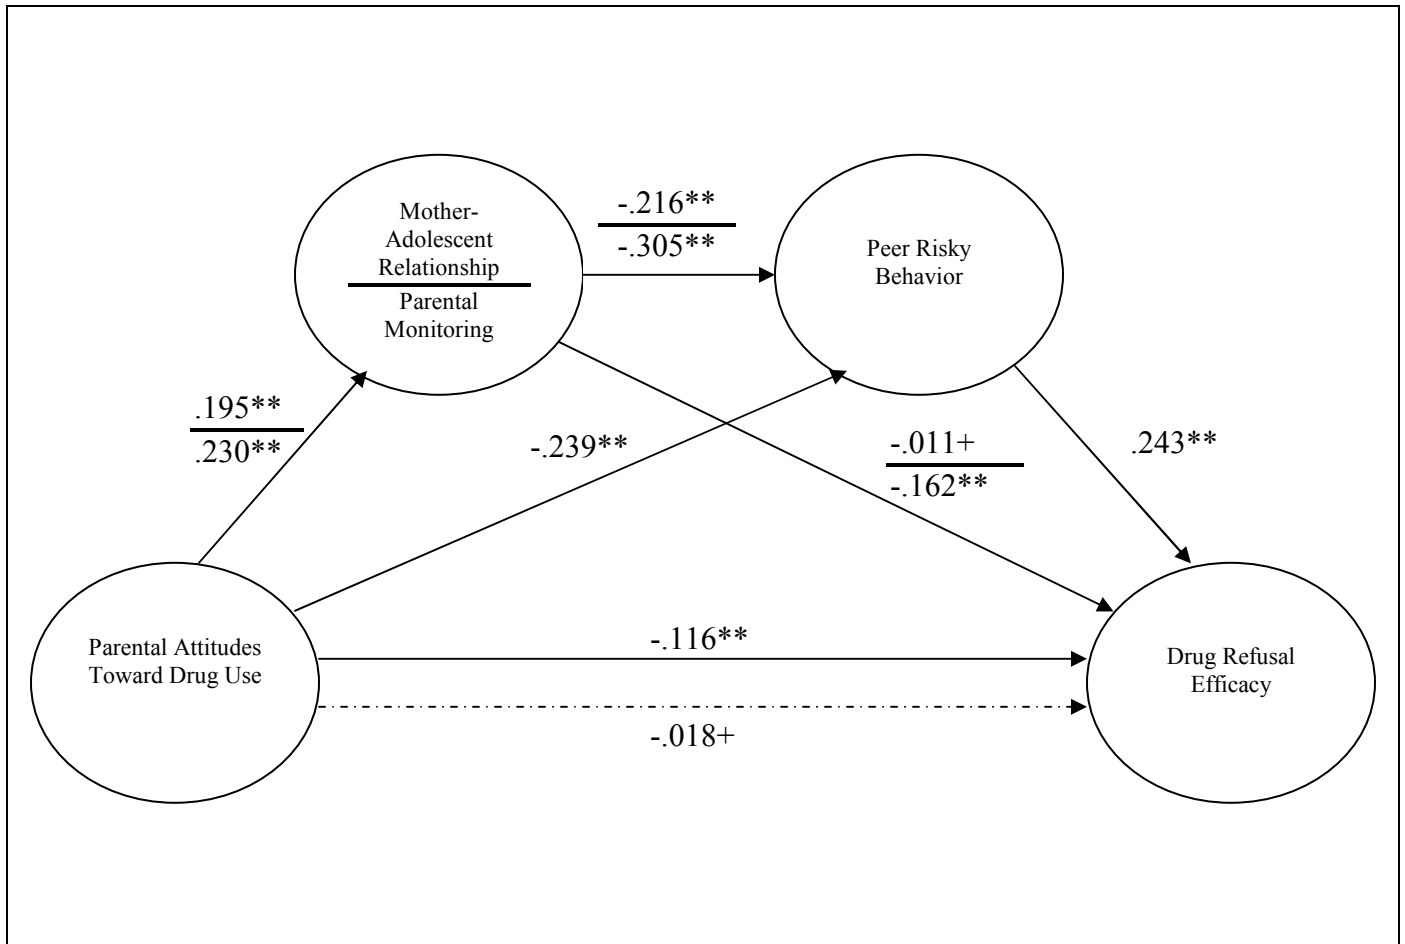 Mother-
Adolescent
Relationship
Parental
Monitoring
-.216**
-.305**
Peer Risky
Behavior
.195**
.230**
-.239**
-.011+
-.162**
.243**
Parental Attitudes
Toward Drug Use
-.116**
-.018+
Drug Refusal
Efficacy